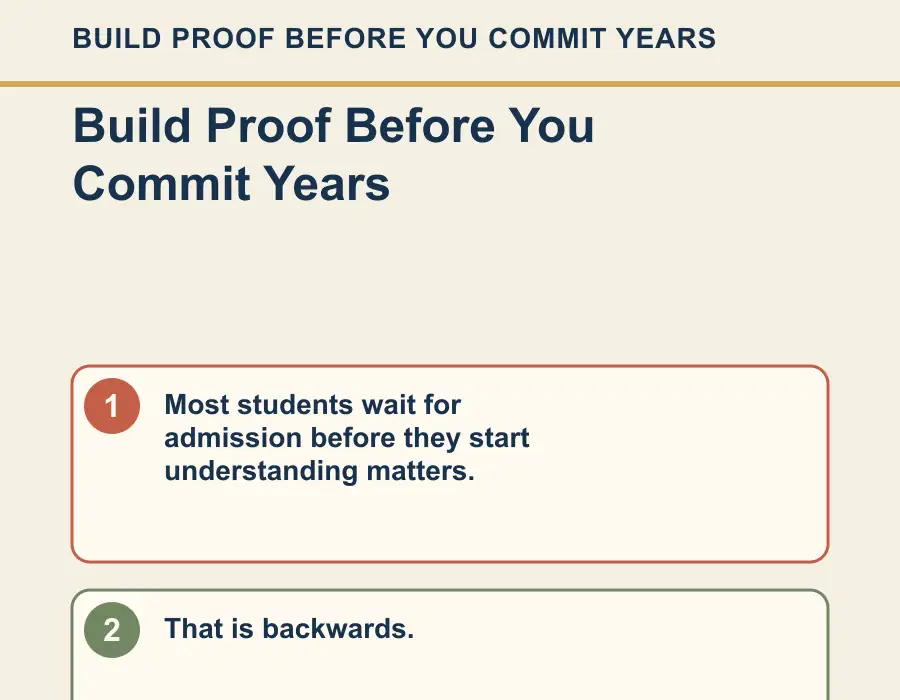 BUILD PROOF BEFORE YOU COMMIT YEARS
Build Proof Before You
Commit Years
1
Most students wait for
admission before they start
understanding matters.
2
That is backwards.